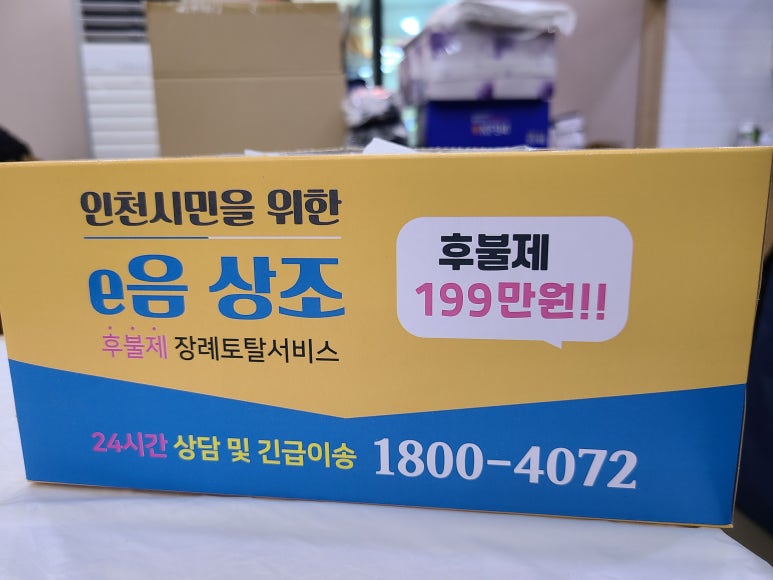 인천시민을 위한
e음 상조
후불제 장례토탈서비스
후불제
199만원!!
24시간 상담 및 긴급이송 1800-4072